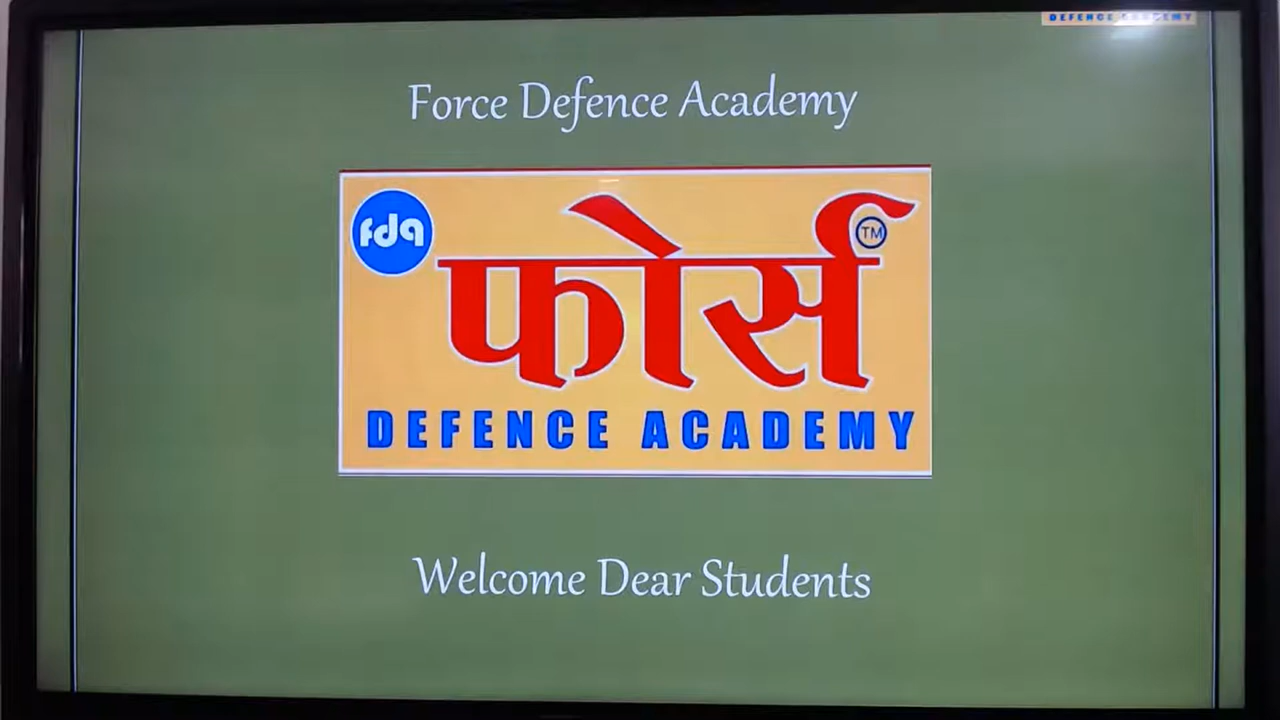 DEFENCE ACADEMY
Force Defence Academy
fda
फोर्स
TM
DEFENCE ACADEMY
Welcome Dear Students